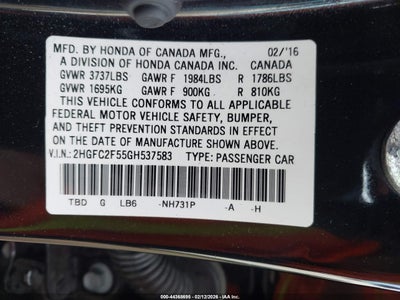 MFD. BY HONDA OF CANADA MFG., 02/'16
A DIVISION OF HONDA CANADA INC. CANADA
GVWR 3737LBS GAWR F 1984LBS R 1786LBS
GVWR 1695KG GAWR F 900KG R 810KG
THIS VEHICLE CONFORMS TO ALL APPLICABLE
FEDERAL MOTOR VEHICLE SAFETY, BUMPER,
AND THEFT PREVENTION STANDARDS IN EFFECT
ON THE DATE OF MANUFACTURE SHOWN ABOVE.
V.I.N.: 2HGFC2F55GH537583 TYPE: PASSENGER CAR
TBD G LB6 -NH731P -A -H
000-44368695 - 02/12/2026 - IAA Inc.